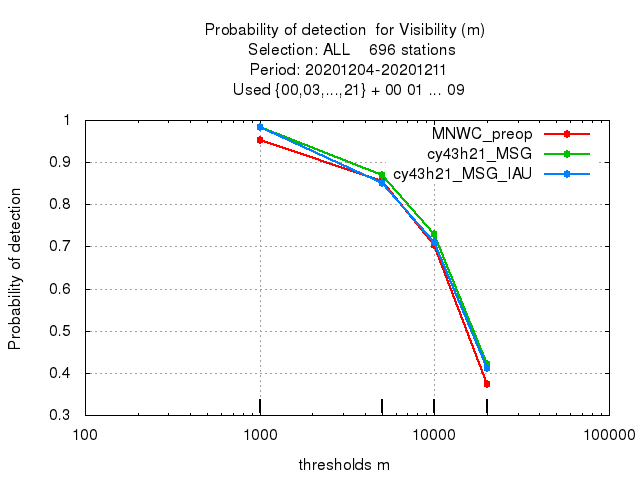 Probability of detection  for Visibility (m)
Selection: ALL    696 stations
Period: 20201204-20201211
Used {00,03,...,21} + 00 01 ... 09
MNWC_preop
cy43h21_MSG
cy43h21_MSG_IAU
Probability of detection
1
0.9
0.8
0.7
0.6
0.5
0.4
0.3
100
1000
10000
100000
thresholds m